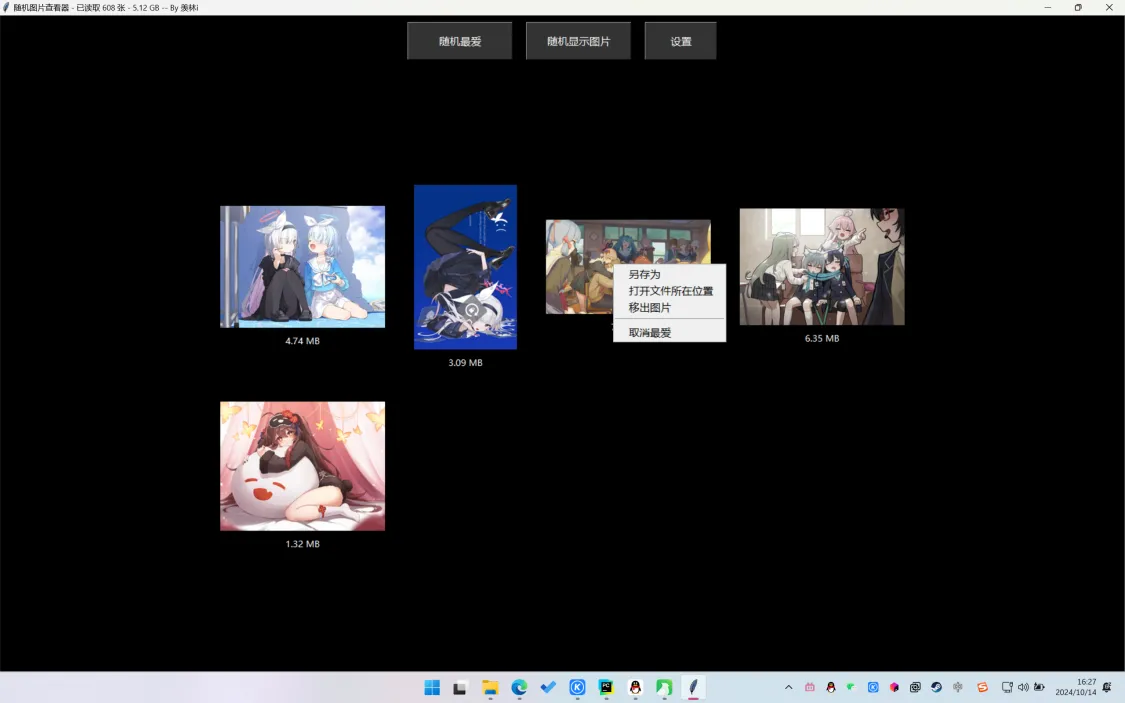 随机图片查看器 - 已读取 608 张 - 5.12 GB -- By 羡林i
随机最爱
随机显示图片
设置
另存为
打开文件所在位置
移出图片
取消最爱
4.74 MB
3.09 MB
6.35 MB
1.32 MB
16:27
2024/10/14